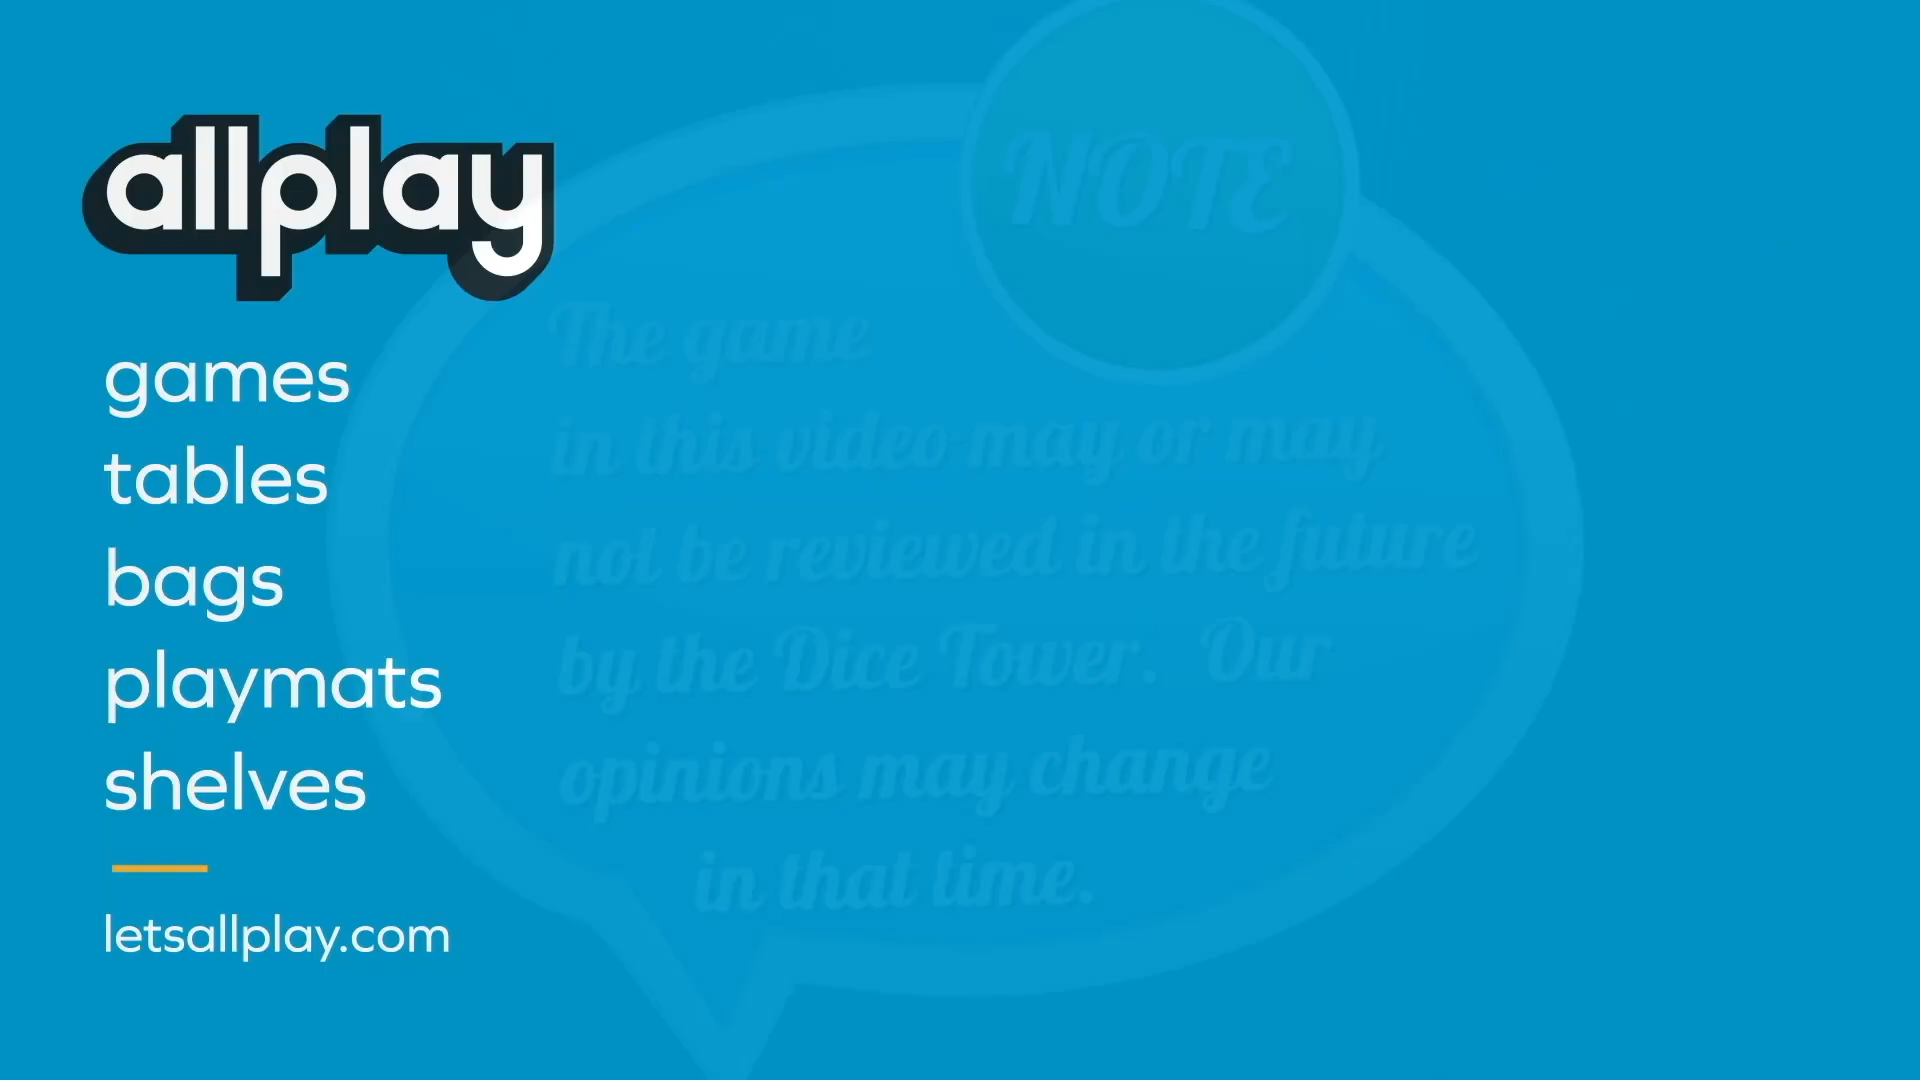 allplay
games
tables
bags
playmats
shelves
letsallplay.com
NOTE
The game
in this video may or may
not be reviewed in the future
by the Dice Tower. Our
opinions may change
in that time.